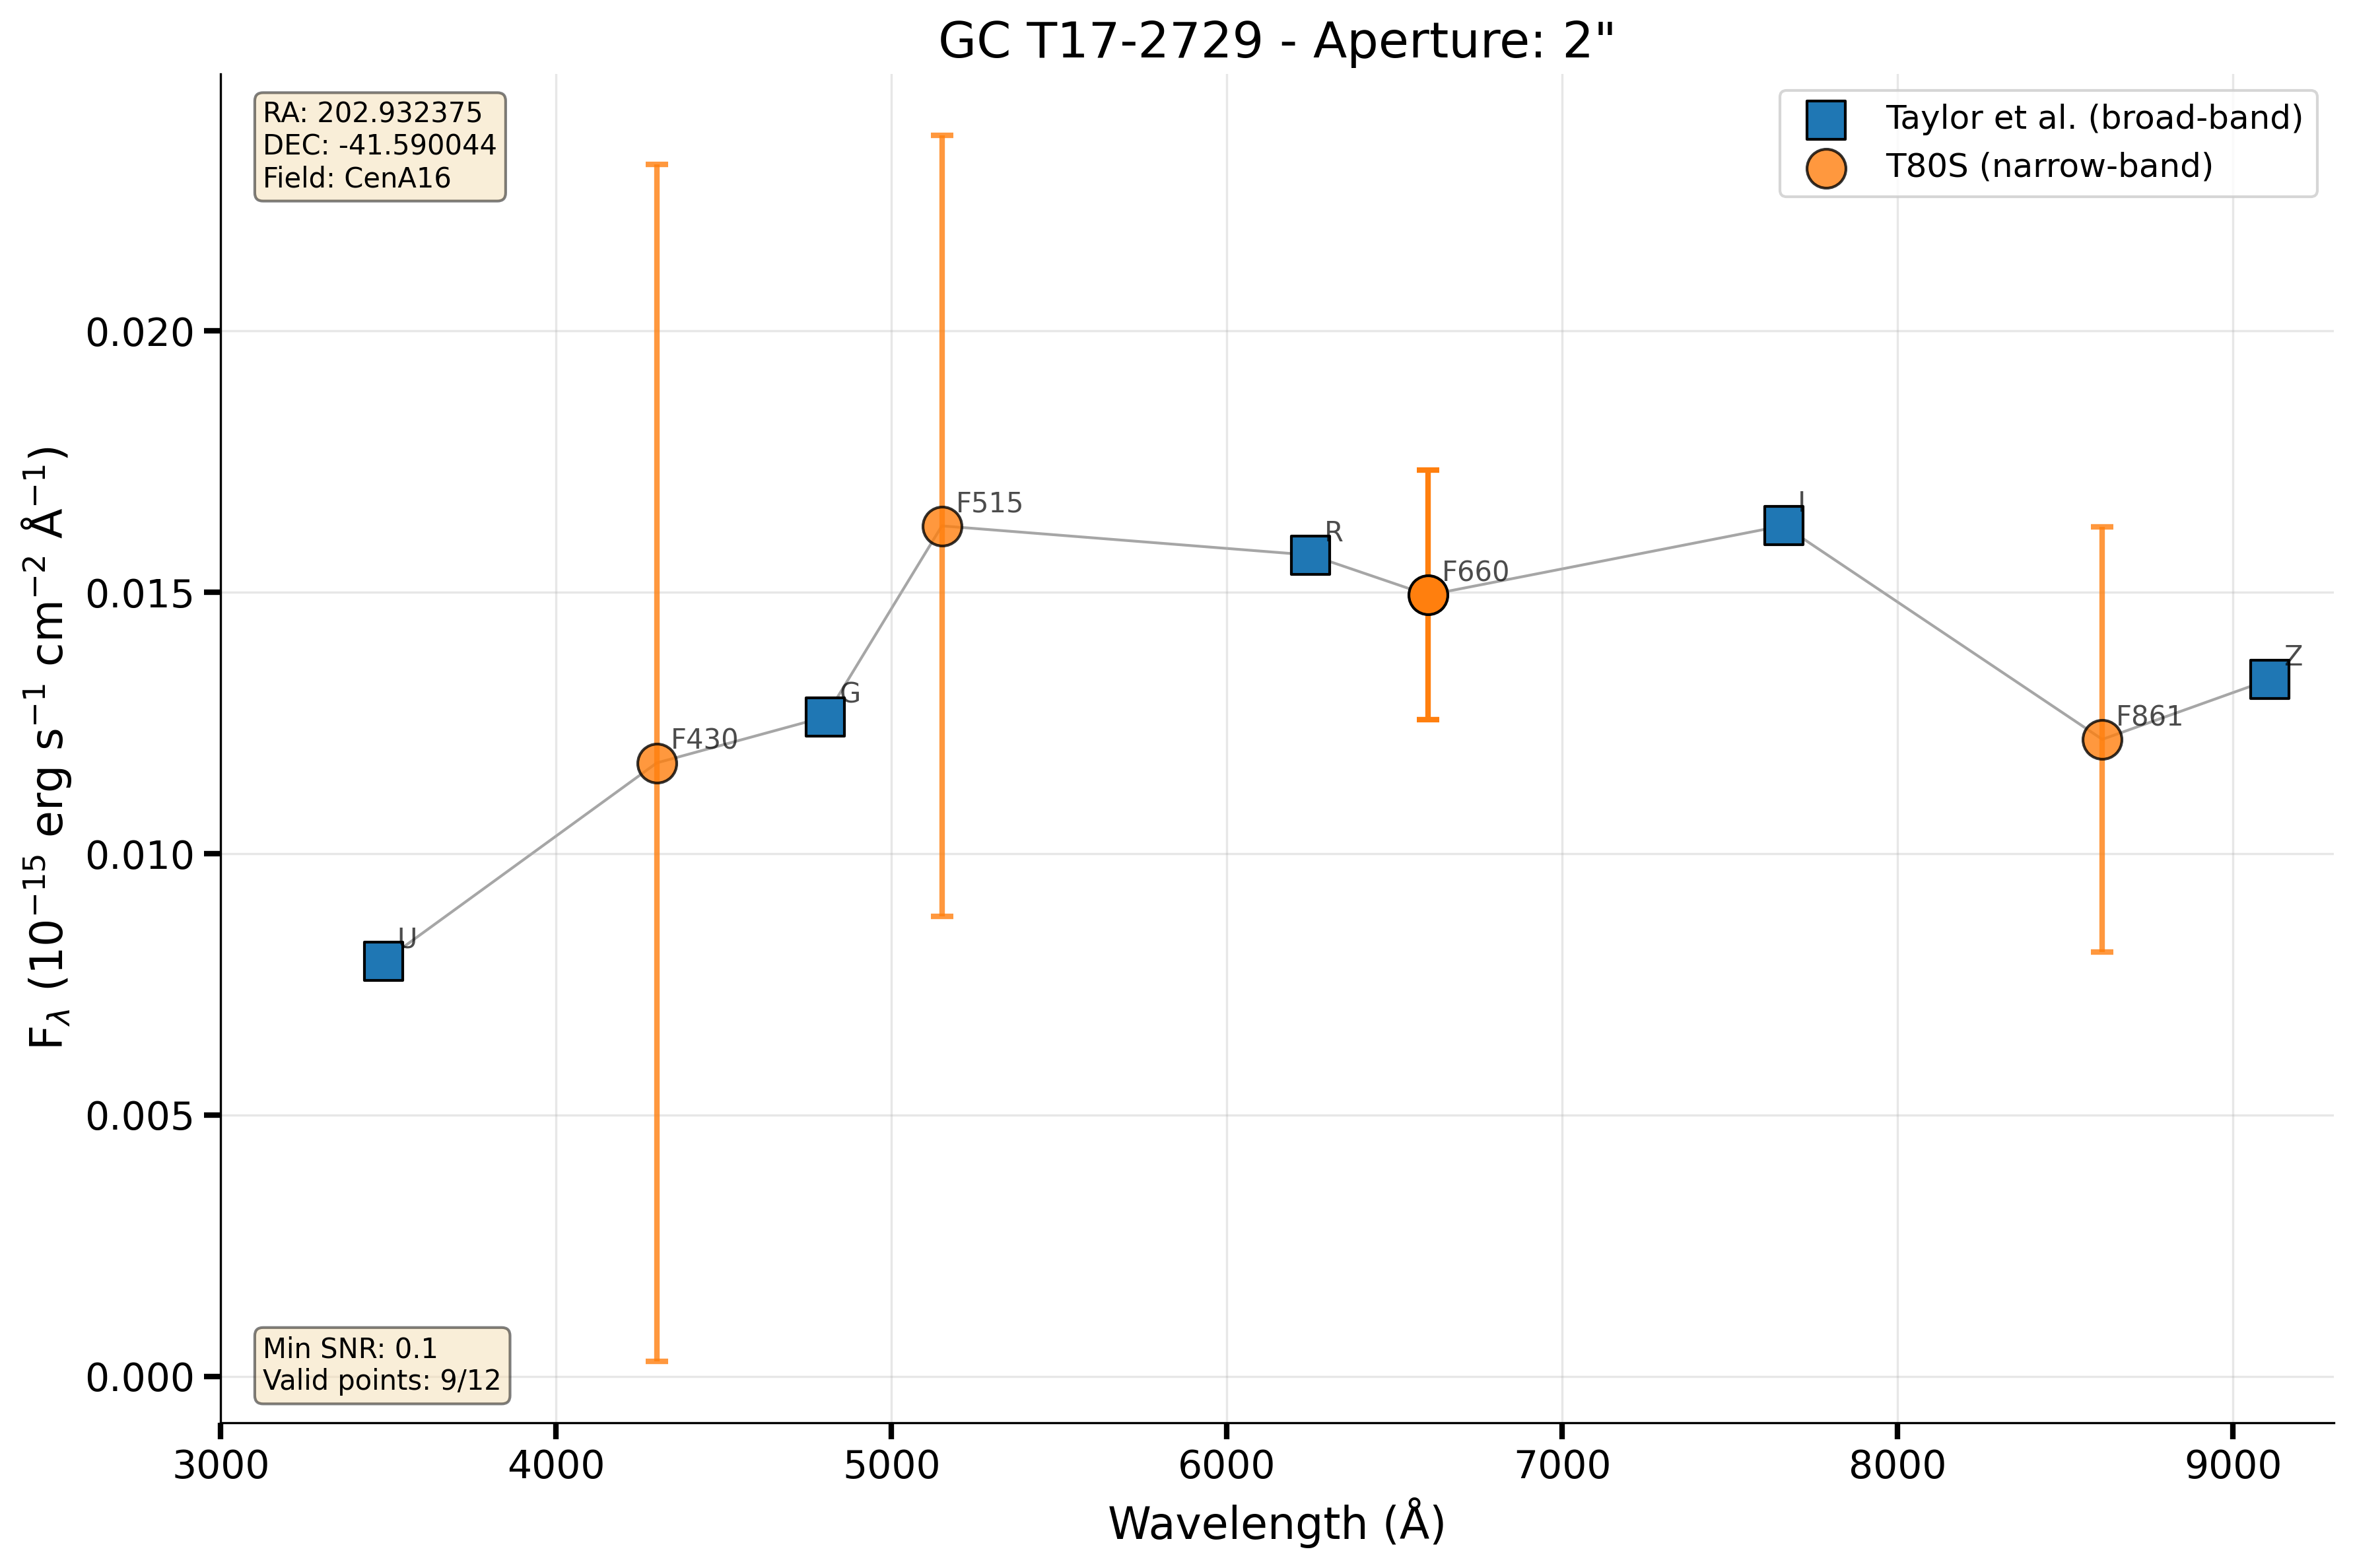 GC T17-2729 - Aperture: 2"
RA: 202.932375
DEC: -41.590044
Field: CenA16
Taylor et al. (broad-band)
T80S (narrow-band)
F515
R
I
F660
Z
G
F861
F430
U
Min SNR: 0.1
Valid points: 9/12
0.020
0.015
0.010
0.005
0.000
3000 4000 5000 6000 7000 8000 9000
Wavelength (Å)
Fλ (10⁻¹⁵ erg s⁻¹ cm⁻² Å⁻¹)